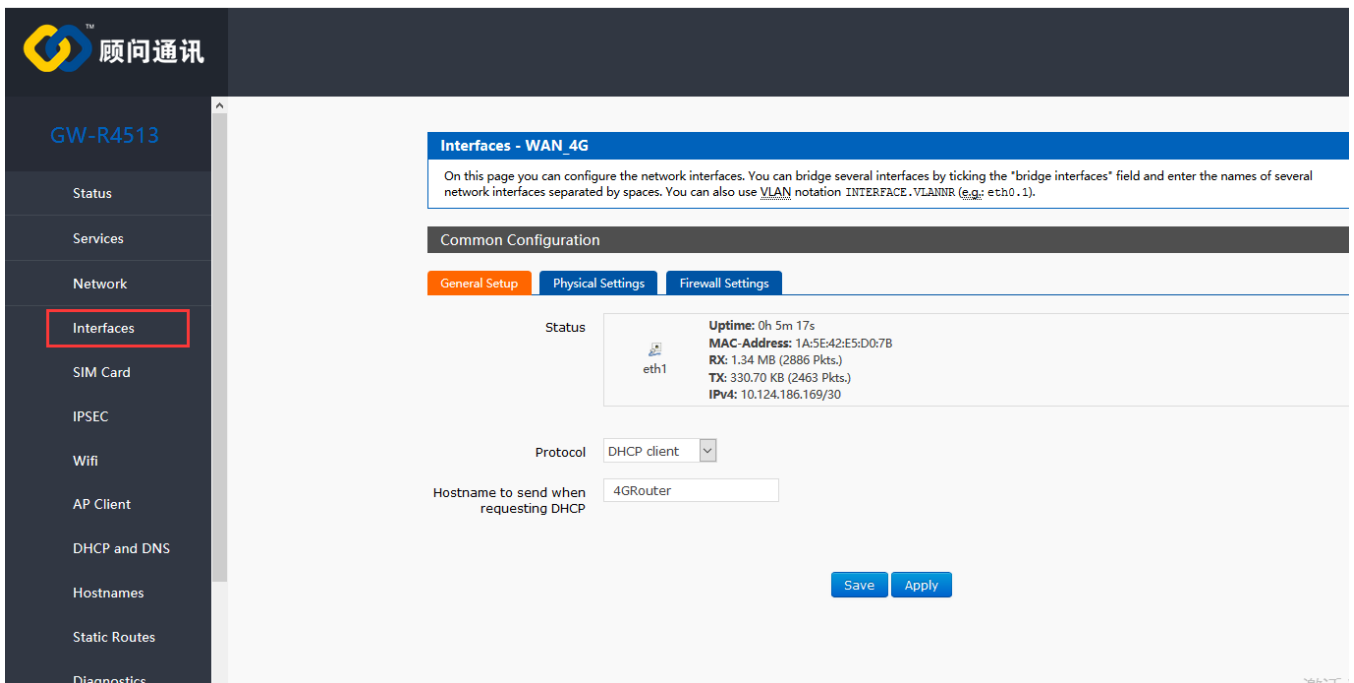 ™
顾问通讯
GW-R4513
Status
Services
Network
Interfaces
SIM Card
IPSEC
Wifi
AP Client
DHCP and DNS
Hostnames
Static Routes
Diagnostics
Interfaces - WAN_4G
On this page you can configure the network interfaces. You can bridge several interfaces by ticking the "bridge interfaces" field and enter the names of several
network interfaces separated by spaces. You can also use VLAN notation INTERFACE.VLANNR (e.g.: eth0.1).
Common Configuration
General Setup Physical Settings Firewall Settings
Status
eth1
Uptime: 0h 5m 17s
MAC-Address: 1A:5E:42:E5:D0:7B
RX: 1.34 MB (2886 Pkts.)
TX: 330.70 KB (2463 Pkts.)
IPv4: 10.124.186.169/30
Protocol DHCP client
Hostname to send when
requesting DHCP
4GRouter
Save Apply